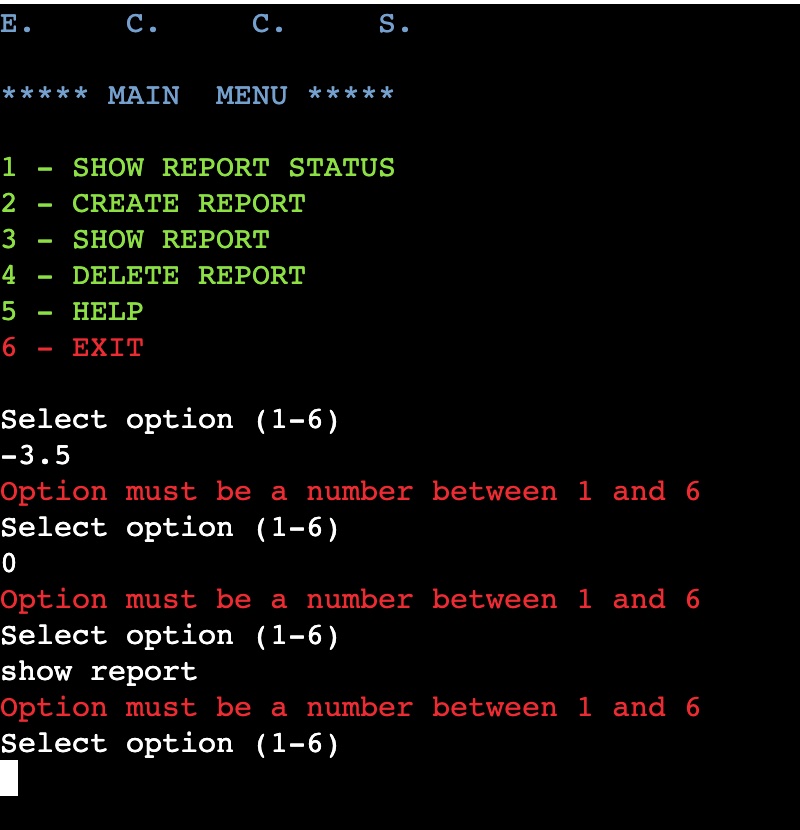 E. C. C. S.
***** MAIN MENU *****
1 - SHOW REPORT STATUS
2 - CREATE REPORT
3 - SHOW REPORT
4 - DELETE REPORT
5 - HELP
6 - EXIT
Select option (1-6)
-3.5
Option must be a number between 1 and 6
Select option (1-6)
0
Option must be a number between 1 and 6
Select option (1-6)
show report
Option must be a number between 1 and 6
Select option (1-6)